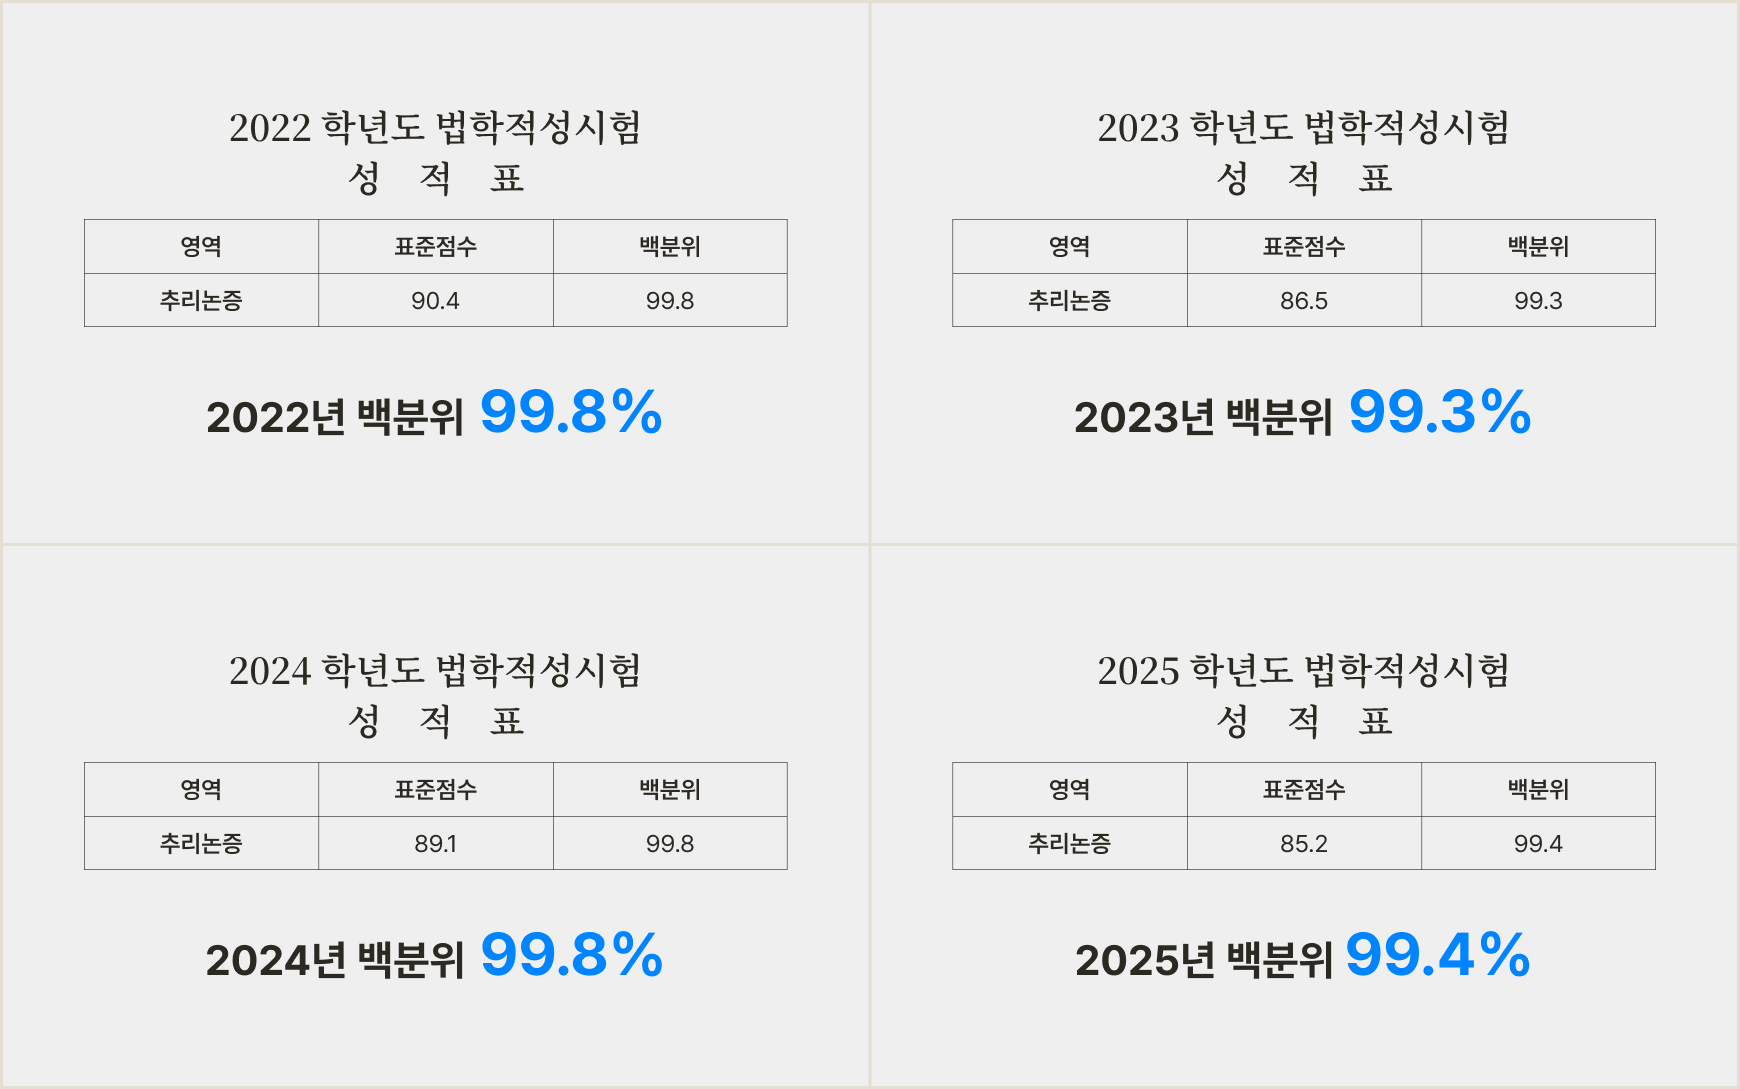 2022 학년도 법학적성시험
성 적 표
영역 표준점수 백분위
추리논증 90.4 99.8
2022년 백분위 99.8%
2023 학년도 법학적성시험
성 적 표
영역 표준점수 백분위
추리논증 86.5 99.3
2023년 백분위 99.3%
2024 학년도 법학적성시험
성 적 표
영역 표준점수 백분위
추리논증 89.1 99.8
2024년 백분위 99.8%
2025 학년도 법학적성시험
성 적 표
영역 표준점수 백분위
추리논증 85.2 99.4
2025년 백분위 99.4%